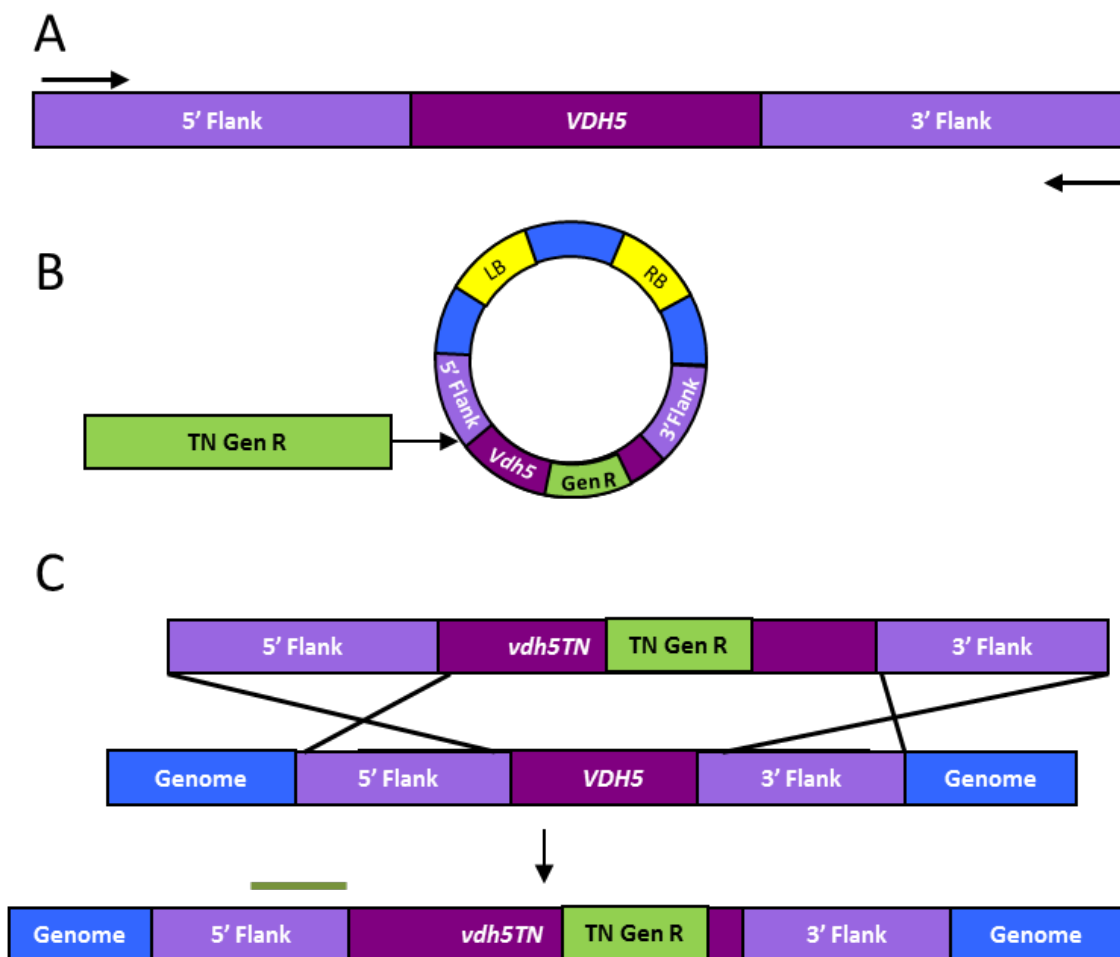 A
5' Flank VDH5 3' Flank
B
LB RB
5' Flank 3'Flank
TN Gen R
Vdh5 Gen R
C
5' Flank vdh5TN TN Gen R 3' Flank
Genome 5' Flank VDH5 3' Flank Genome
Genome 5' Flank vdh5TN TN Gen R 3' Flank Genome